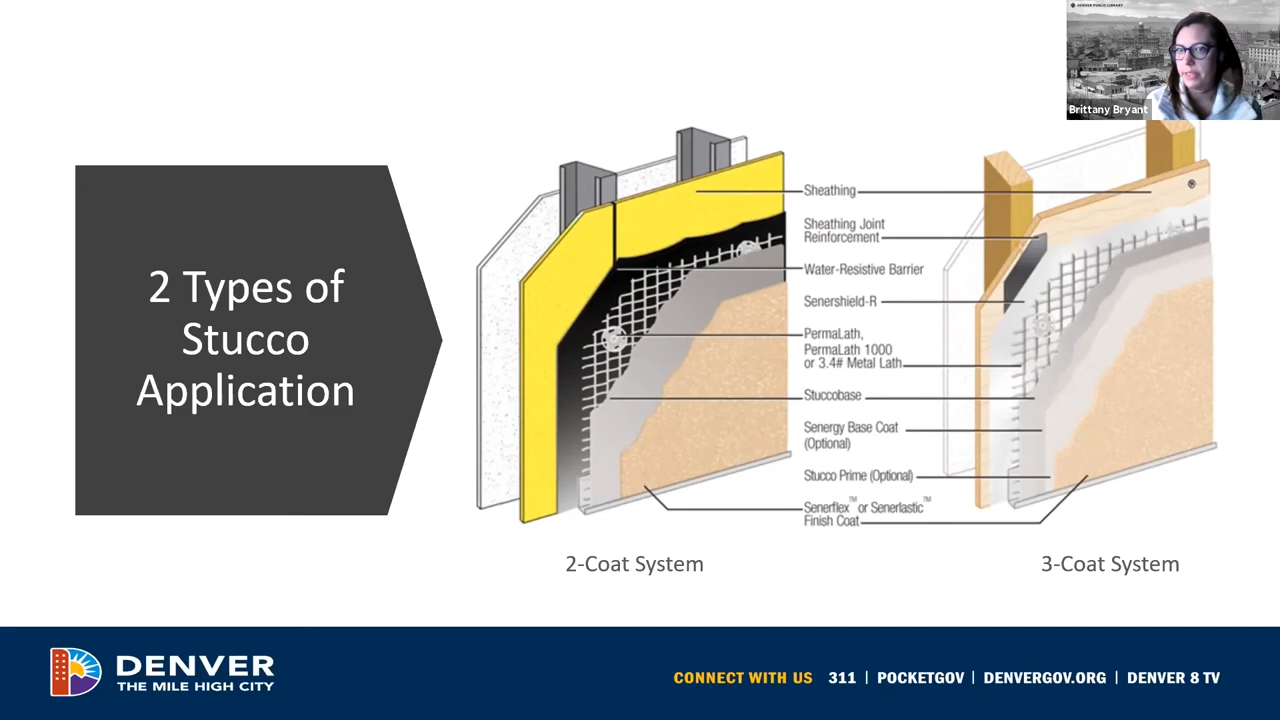 DENVER PUBLIC LIBRARY
Brittany Bryant
2 Types of
Stucco
Application
Sheathing
Sheathing Joint
Reinforcement
Water-Resistive Barrier
Senershield-R
PermaLath,
PermaLath 1000
or 3.4# Metal Lath
Stuccobase
Senergy Base Coat
(Optional)
Stucco Prime (Optional)
Senerflex™ or Senerlastic™
Finish Coat
2-Coat System
3-Coat System
DENVER
THE MILE HIGH CITY
CONNECT WITH US 311 | POCKETGOV | DENVERGOV.ORG | DENVER 8 TV